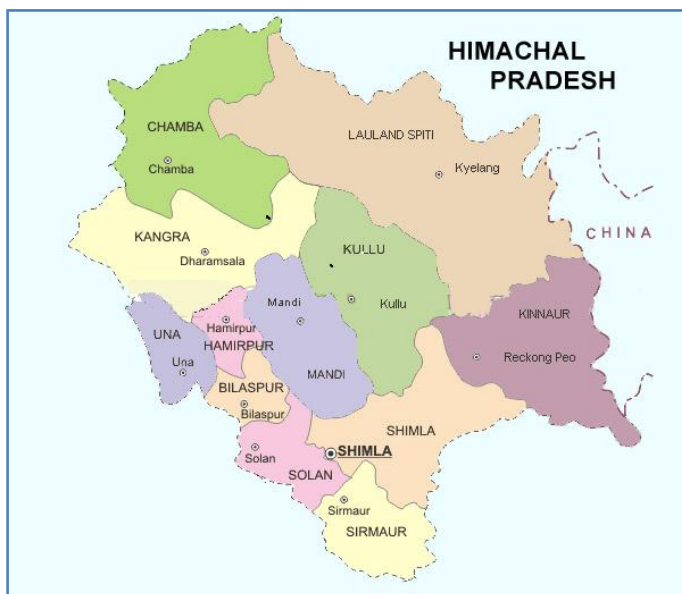 HIMACHAL
PRADESH
CHAMBA
Chamba
LAULAND SPITI
Kyelang
CHINA
KANGRA
Dharamsala
KULLU
Kullu
Mandi
MANDI
UNA
Una
Hamirpur
HAMIRPUR
KINNAUR
Reckong Peo
BILASPUR
Bilaspur
SHIMLA
SHIMLA
Solan
SOLAN
Sirmaur
SIRMAUR